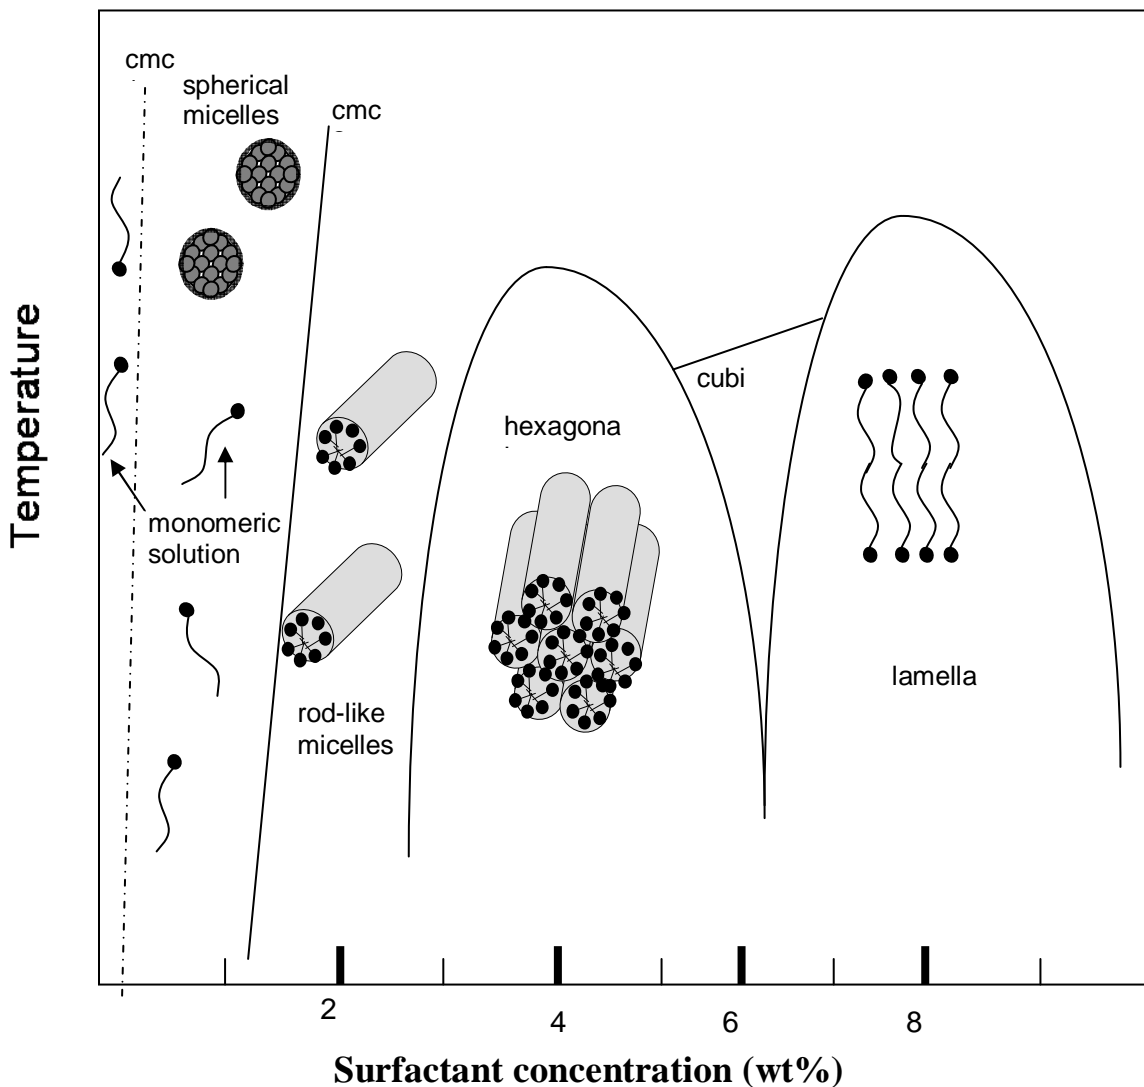 cmc
spherical
micelles
cmc
cubi
hexagona
Temperature
monomeric
solution
lamella
rod-like
micelles
2
4
6
8
Surfactant concentration (wt%)